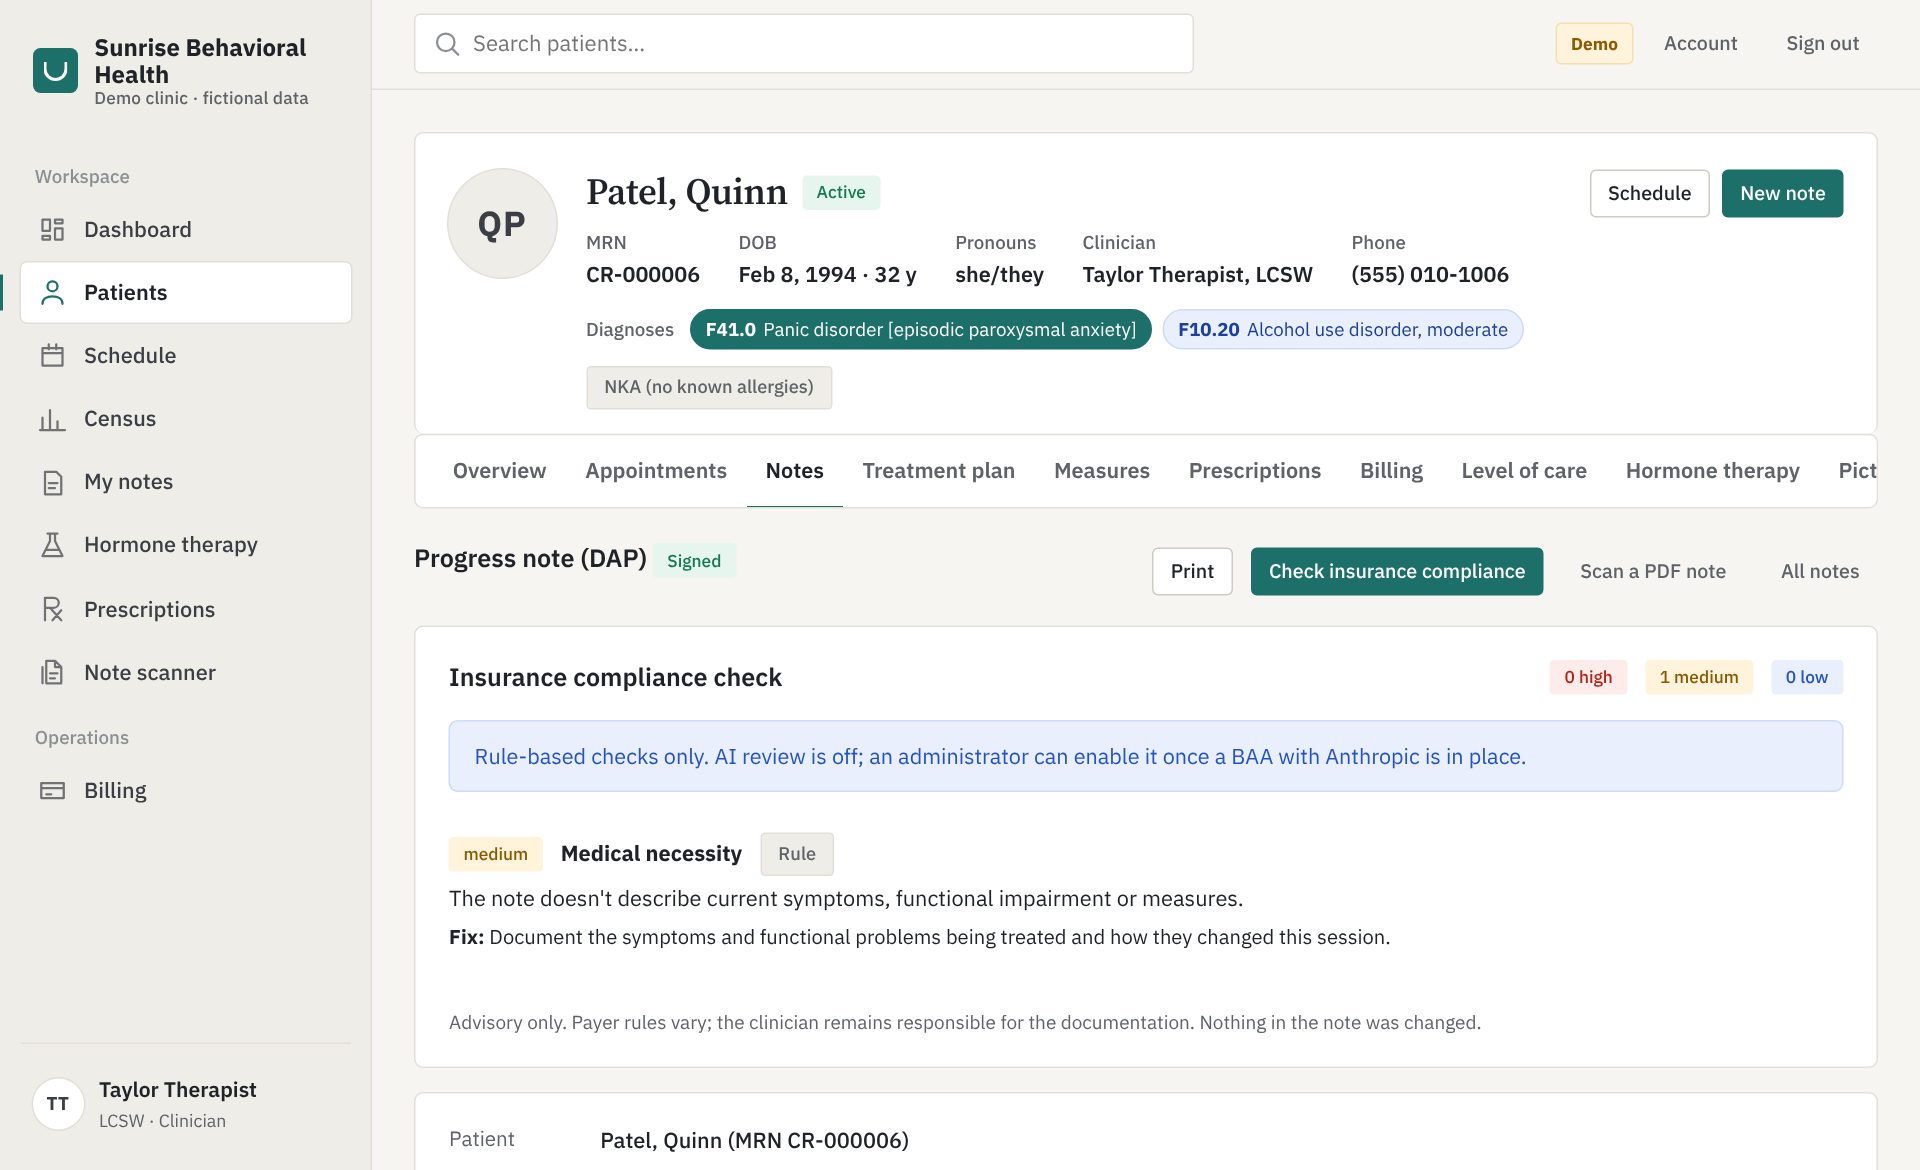 Sunrise Behavioral
Health
Demo clinic · fictional data
Workspace
Dashboard
Patients
Schedule
Census
My notes
Hormone therapy
Prescriptions
Note scanner
Operations
Billing
TT
Taylor Therapist
LCSW · Clinician
Search patients...
Demo
Account
Sign out
QP
Patel, Quinn
Active
Schedule
New note
MRN
CR-000006
DOB
Feb 8, 1994 · 32 y
Pronouns
she/they
Clinician
Taylor Therapist, LCSW
Phone
(555) 010-1006
Diagnoses
F41.0 Panic disorder [episodic paroxysmal anxiety]
F10.20 Alcohol use disorder, moderate
NKA (no known allergies)
Overview
Appointments
Notes
Treatment plan
Measures
Prescriptions
Billing
Level of care
Hormone therapy
Pict
Progress note (DAP)
Signed
Print
Check insurance compliance
Scan a PDF note
All notes
Insurance compliance check
0 high
1 medium
0 low
Rule-based checks only. AI review is off; an administrator can enable it once a BAA with Anthropic is in place.
medium
Medical necessity
Rule
The note doesn't describe current symptoms, functional impairment or measures.
Fix: Document the symptoms and functional problems being treated and how they changed this session.
Advisory only. Payer rules vary; the clinician remains responsible for the documentation. Nothing in the note was changed.
Patient
Patel, Quinn (MRN CR-000006)